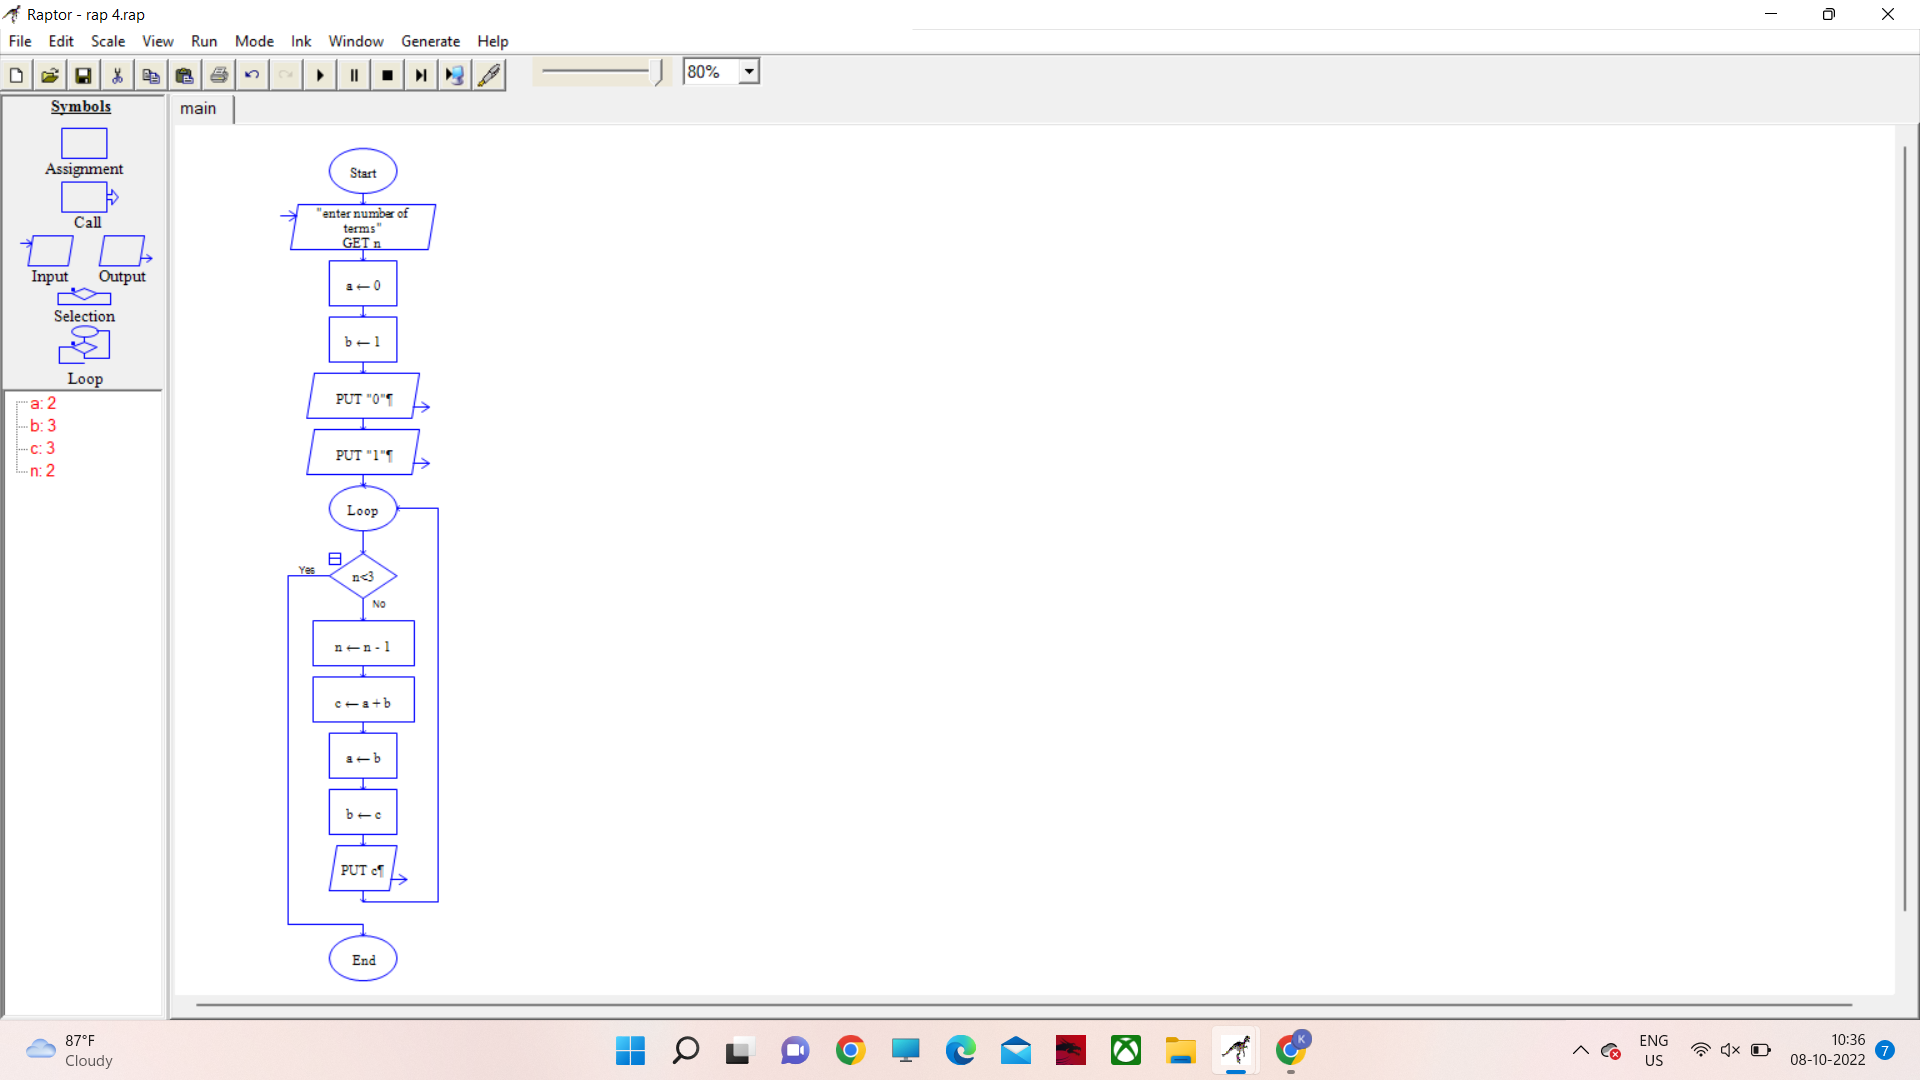 Raptor - rap 4.rap
File Edit Scale View Run Mode Ink Window Generate Help
80%
Symbols
Assignment
Call
Input Output
Selection
Loop
a: 2
b: 3
c: 3
n: 2
main
Start
"enter number of
terms"
GET n
a ← 0
b ← 1
PUT "0"¶
PUT "1"¶
Loop
Yes
n<3
No
n ← n - 1
c ← a + b
a ← b
b ← c
PUT c¶
End
87°F
Cloudy
K
ENG
US
10:36
08-10-2022
7